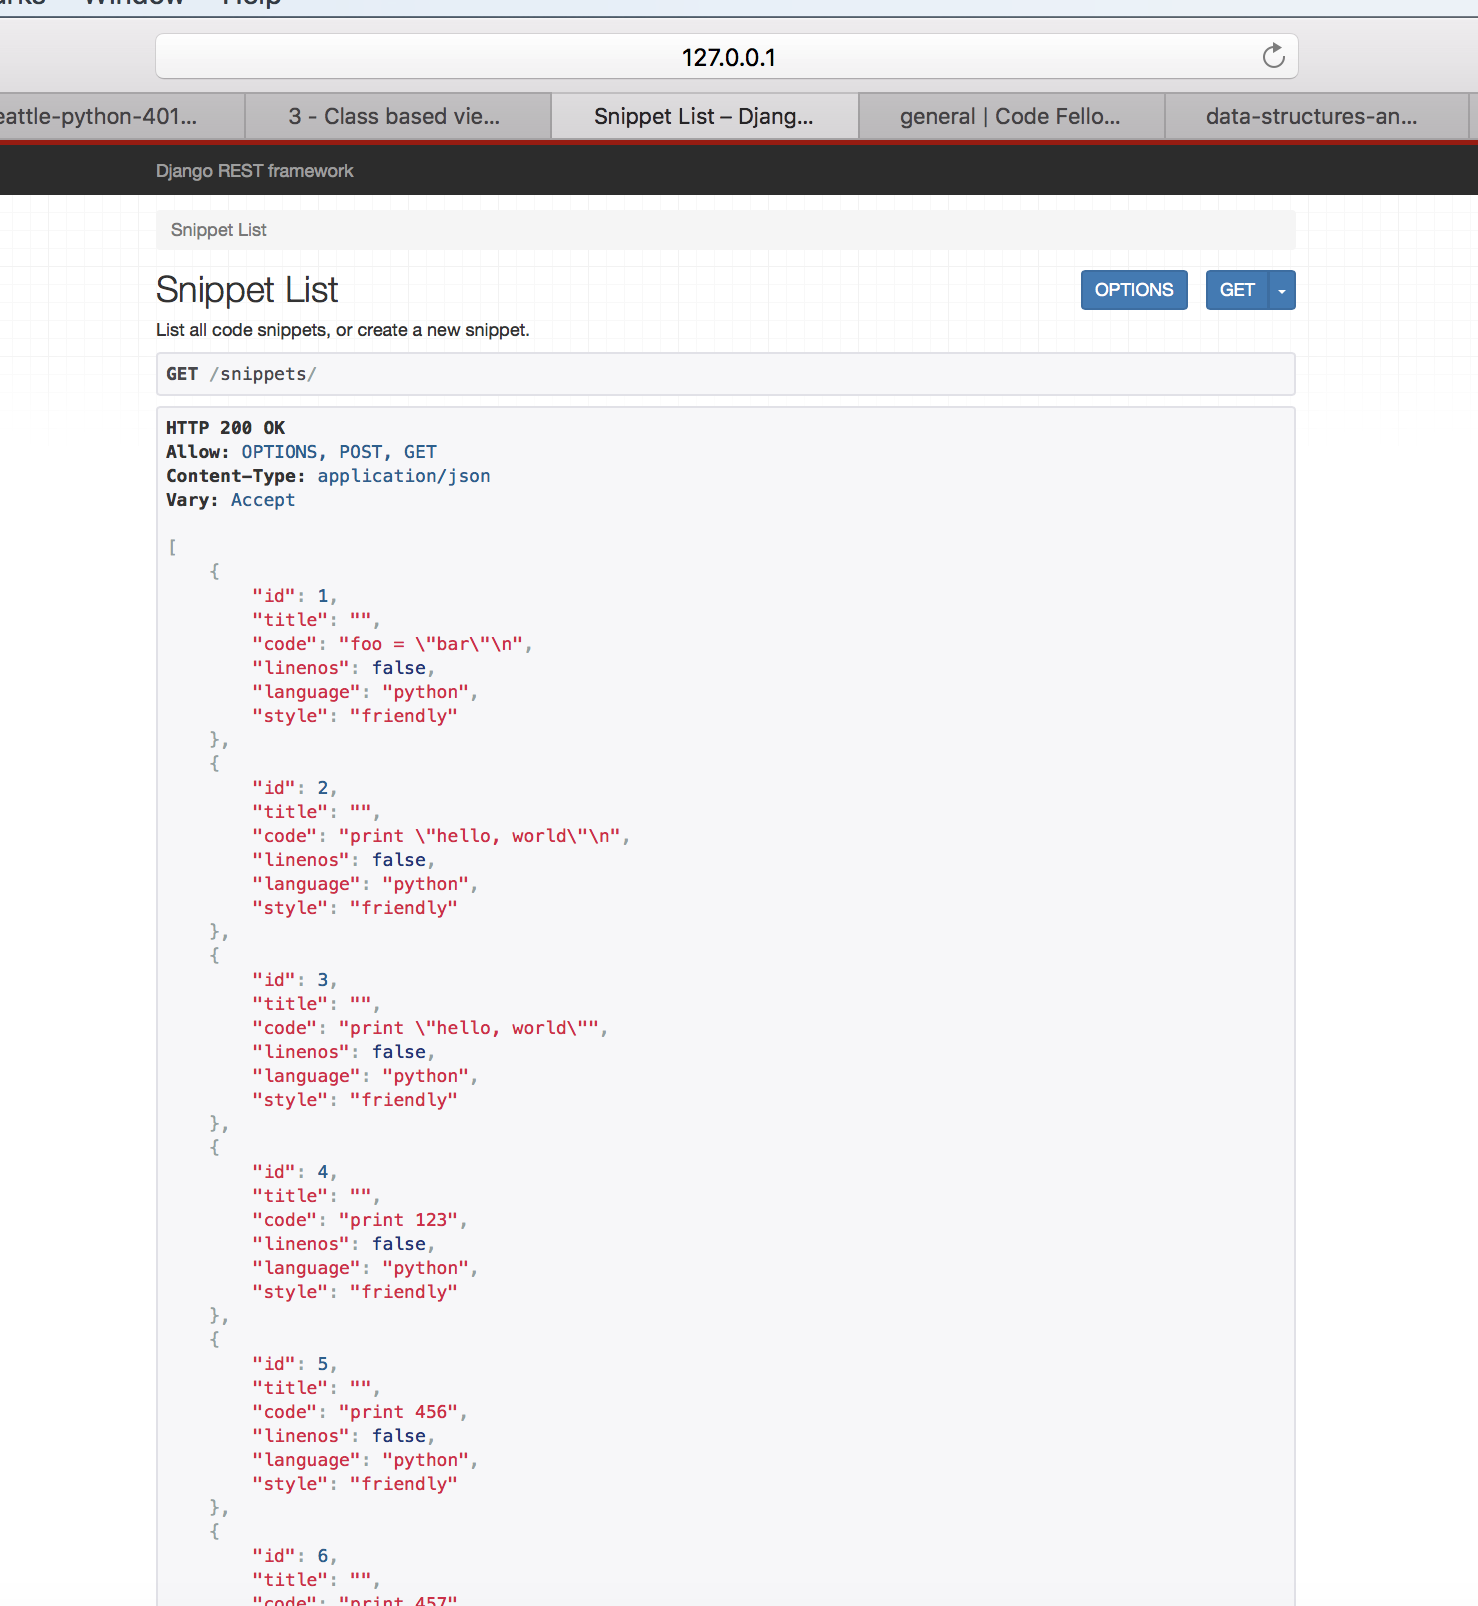 Window Help
127.0.0.1
eattle-python-401...
3 - Class based vie...
Snippet List – Djang...
general | Code Fello...
data-structures-an...
Django REST framework
Snippet List
Snippet List
OPTIONS
GET
List all code snippets, or create a new snippet.
GET /snippets/
HTTP 200 OK
Allow: OPTIONS, POST, GET
Content-Type: application/json
Vary: Accept
[
    {
        "id": 1,
        "title": "",
        "code": "foo = \"bar\"\n",
        "linenos": false,
        "language": "python",
        "style": "friendly"
    },
    {
        "id": 2,
        "title": "",
        "code": "print \"hello, world\"\n",
        "linenos": false,
        "language": "python",
        "style": "friendly"
    },
    {
        "id": 3,
        "title": "",
        "code": "print \"hello, world\"",
        "linenos": false,
        "language": "python",
        "style": "friendly"
    },
    {
        "id": 4,
        "title": "",
        "code": "print 123",
        "linenos": false,
        "language": "python",
        "style": "friendly"
    },
    {
        "id": 5,
        "title": "",
        "code": "print 456",
        "linenos": false,
        "language": "python",
        "style": "friendly"
    },
    {
        "id": 6,
        "title": "",
        "code": "print 457"